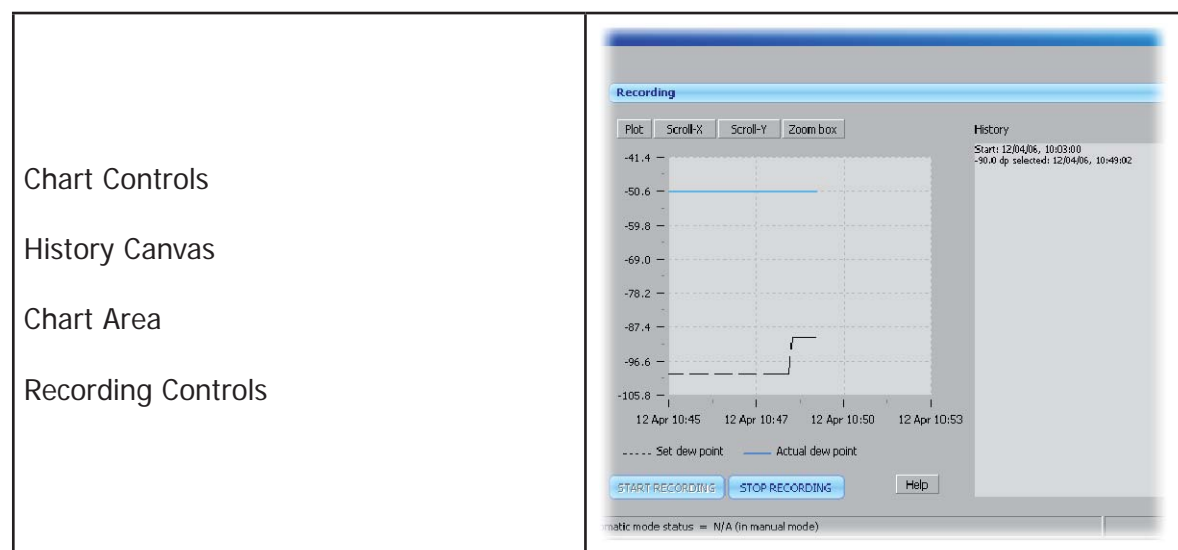 Chart Controls
History Canvas
Chart Area
Recording Controls
Recording
Plot Scroll-X Scroll-Y Zoom box
History
Start: 12/04/06, 10:03:00
-90.0 dp selected: 12/04/06, 10:49:02
-41.4
-50.6
-59.8
-69.0
-78.2
-87.4
-96.6
-105.8
12 Apr 10:45 12 Apr 10:47 12 Apr 10:50 12 Apr 10:53
Set dew point Actual dew point
START RECORDING STOP RECORDING Help
matic mode status = N/A (in manual mode)